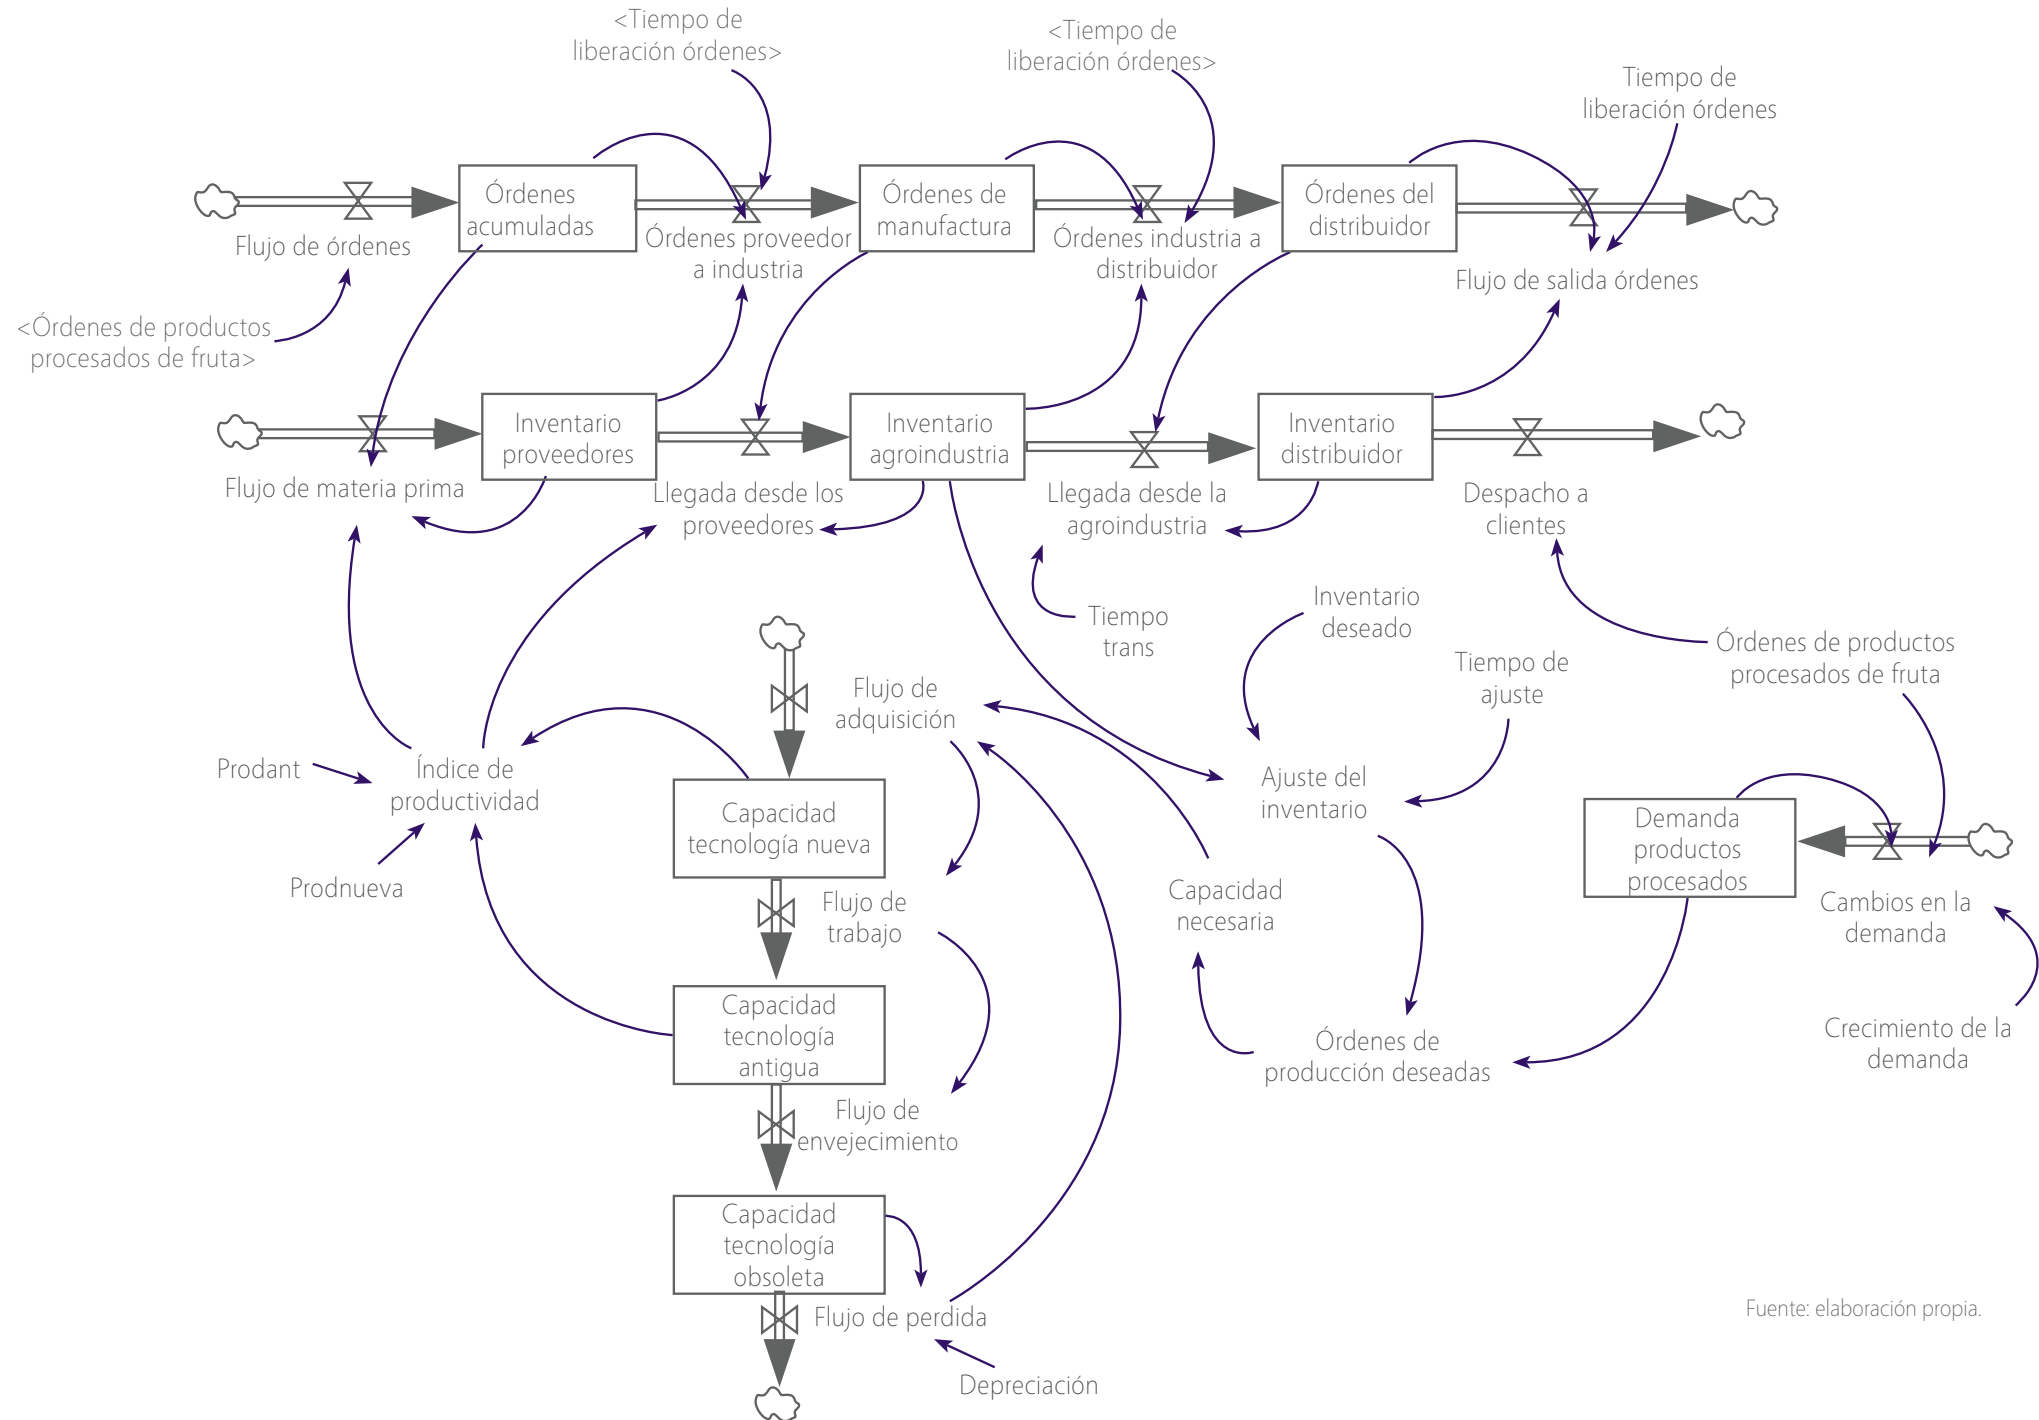 <Tiempo de
liberación órdenes>
<Tiempo de
liberación órdenes>
Tiempo de
liberación órdenes
Órdenes
acumuladas
Órdenes de
manufactura
Órdenes del
distribuidor
Flujo de órdenes
Órdenes proveedor
a industria
Órdenes industria a
distribuidor
Flujo de salida órdenes
<Órdenes de productos
procesados de fruta>
Inventario
proveedores
Inventario
agroindustria
Inventario
distribuidor
Flujo de materia prima
Llegada desde los
proveedores
Llegada desde la
agroindustria
Despacho a
clientes
Tiempo
trans
Inventario
deseado
Tiempo de
ajuste
Órdenes de productos
procesados de fruta
Flujo de
adquisición
Prodant
Índice de
productividad
Ajuste del
inventario
Capacidad
tecnología nueva
Demanda
productos
procesados
Prodnueva
Flujo de
trabajo
Capacidad
necesaria
Cambios en la
demanda
Capacidad
tecnología
antigua
Órdenes de
producción deseadas
Crecimiento de la
demanda
Flujo de
envejecimiento
Capacidad
tecnología
obsoleta
Flujo de perdida
Depreciación
Fuente: elaboración propia.